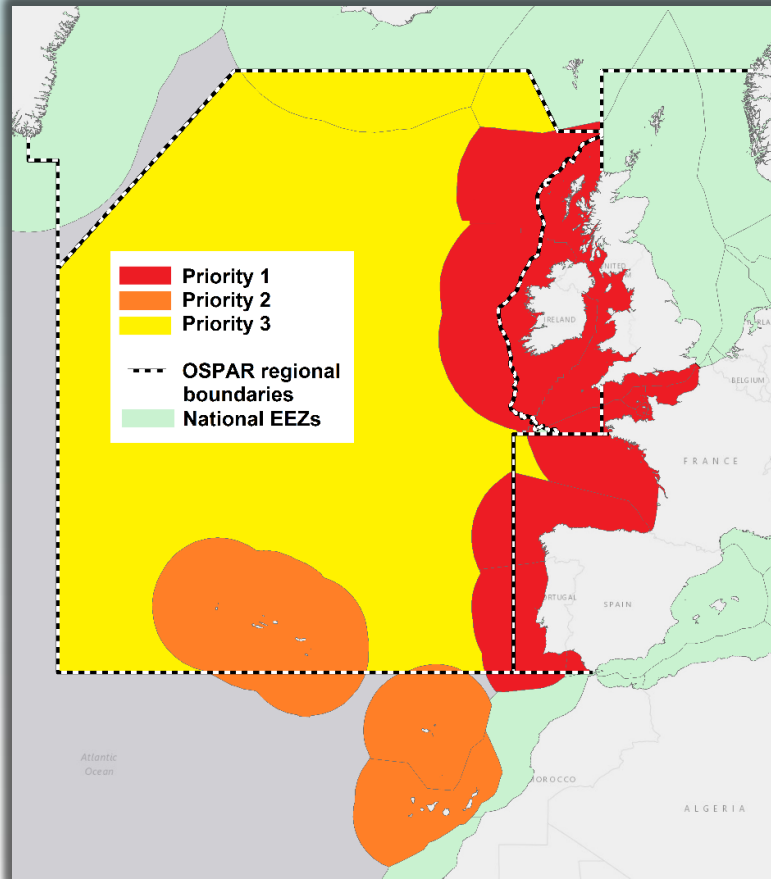 Priority 1
Priority 2
Priority 3
OSPAR regional
boundaries
National EEZs
UNITED
IRELAND
BELGIUM
FRANCE
PORTUGAL
SPAIN
Atlantic
Ocean
MOROCCO
ALGERIA